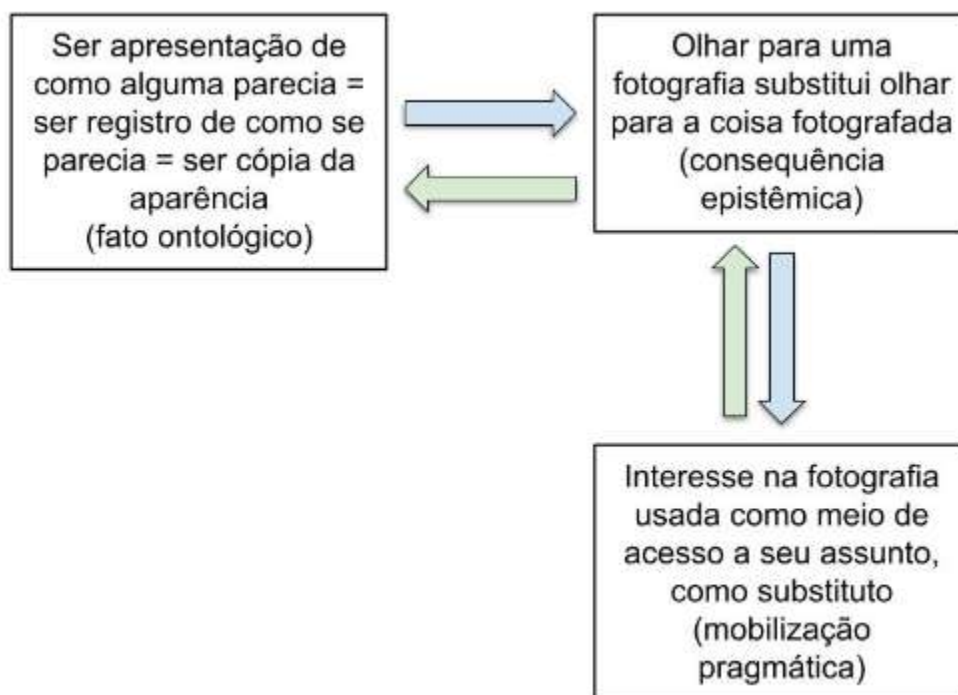 Ser apresentação de
como alguma parecia =
ser registro de como se
parecia = ser cópia da
aparência
(fato ontológico)
Olhar para uma
fotografia substitui olhar
para a coisa fotografada
(consequência
epistêmica)
Interesse na fotografia
usada como meio de
acesso a seu assunto,
como substituto
(mobilização
pragmática)